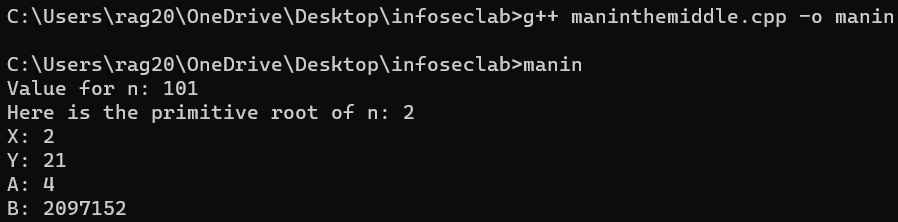 C:\Users\rag20\OneDrive\Desktop\infoseclab>g++ maninthemiddle.cpp -o manin
C:\Users\rag20\OneDrive\Desktop\infoseclab>manin
Value for n: 101
Here is the primitive root of n: 2
X: 2
Y: 21
A: 4
B: 2097152